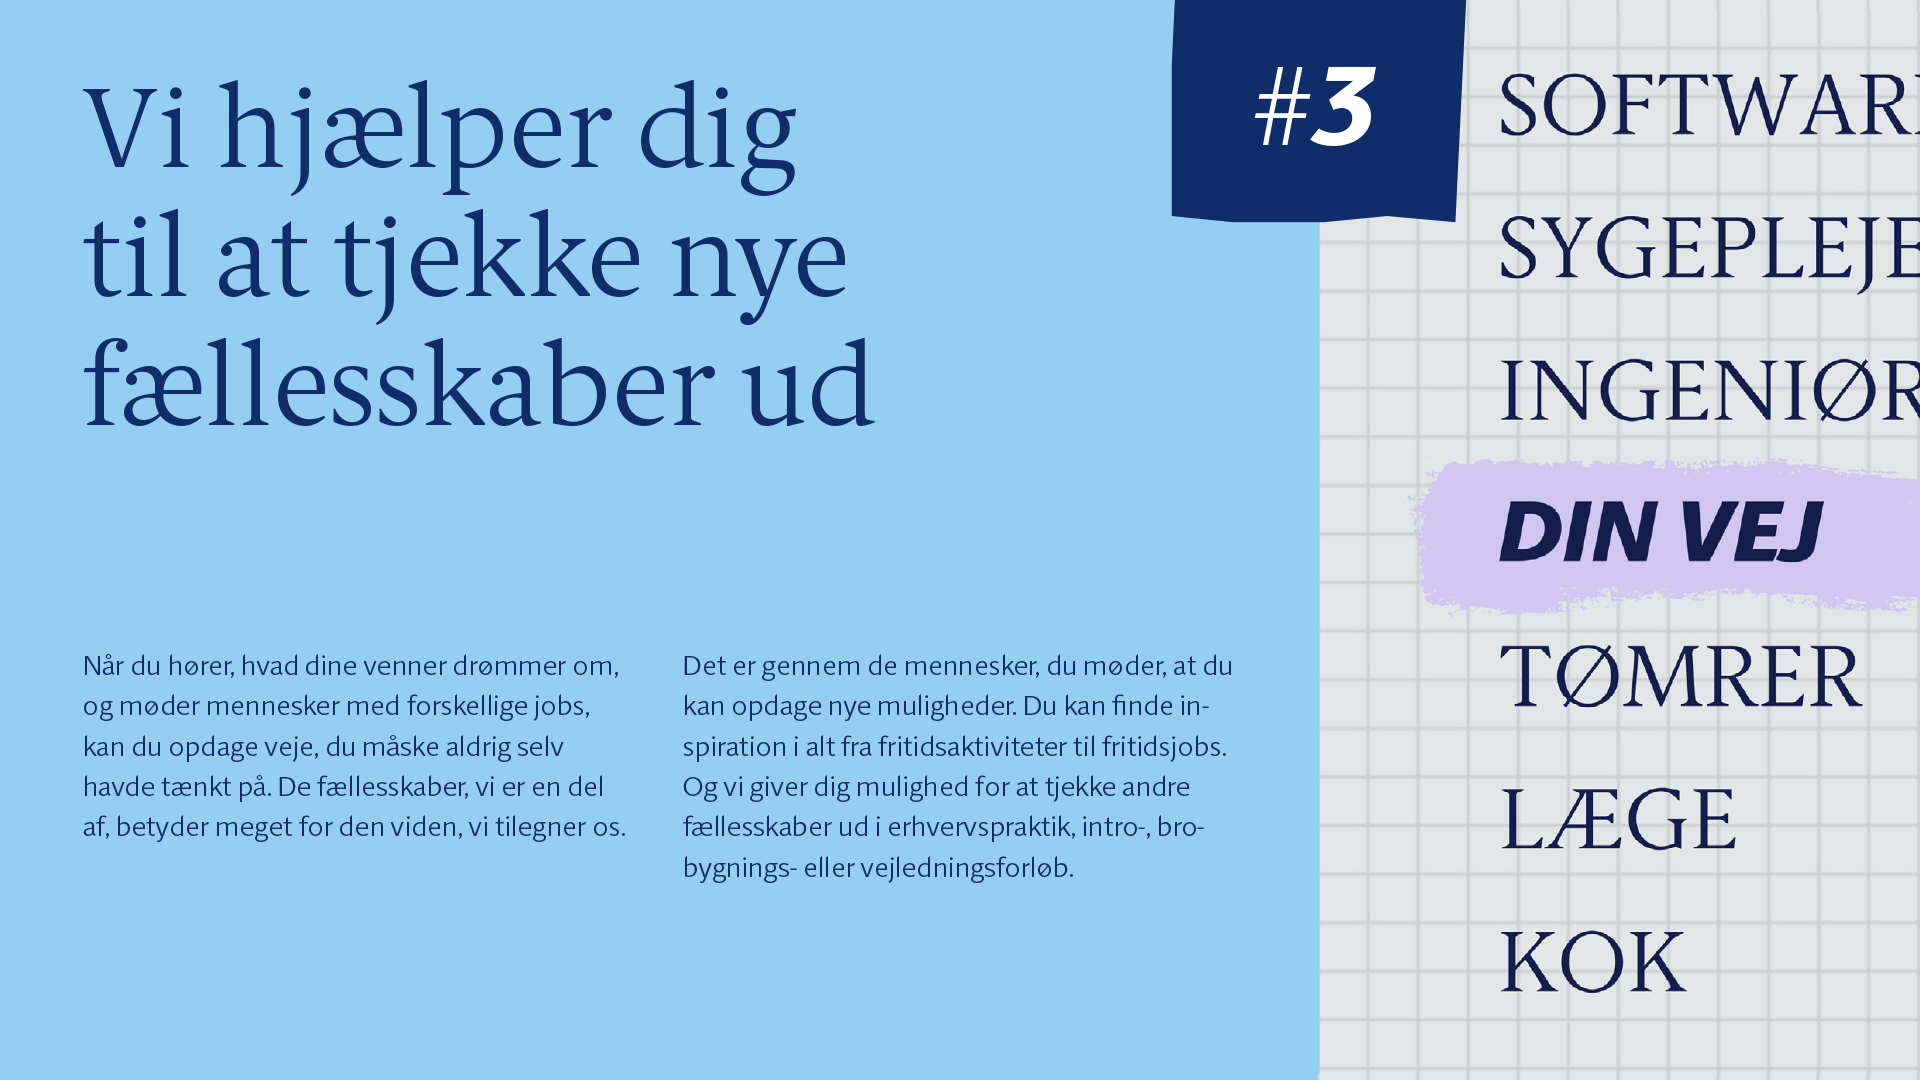 Vi hjælper dig
til at tjekke nye
fællesskaber ud
Når du hører, hvad dine venner drømmer om,
og møder mennesker med forskellige jobs,
kan du opdage veje, du måske aldrig selv
havde tænkt på. De fællesskaber, vi er en del
af, betyder meget for den viden, vi tilegner os.
Det er gennem de mennesker, du møder, at du
kan opdage nye muligheder. Du kan finde in-
spiration i alt fra fritidsaktiviteter til fritidsjobs.
Og vi giver dig mulighed for at tjekke andre
fællesskaber ud i erhvervspraktik, intro-, bro-
bygnings- eller vejledningsforløb.
#3
SOFTWAR
SYGEPLEJE
INGENIØR
DIN VEJ
TØMRER
LÆGE
KOK